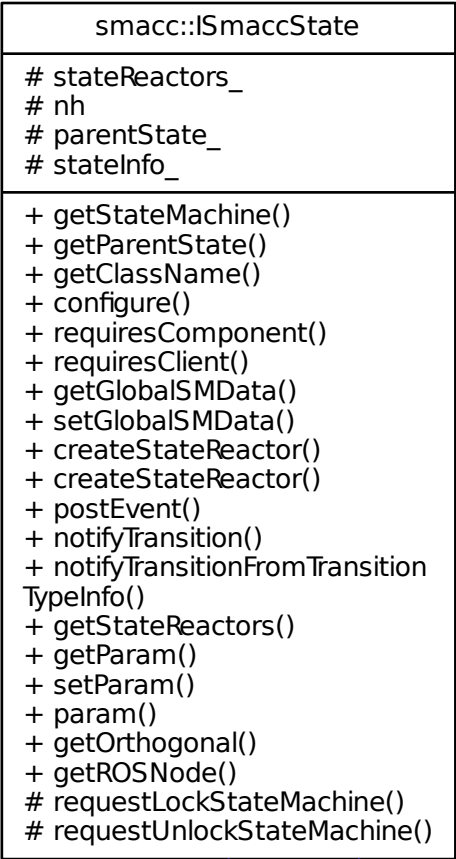 smacc::ISmaccState
# stateReactors_
# nh
# parentState_
# stateInfo_
+ getStateMachine()
+ getParentState()
+ getClassName()
+ configure()
+ requiresComponent()
+ requiresClient()
+ getGlobalSMData()
+ setGlobalSMData()
+ createStateReactor()
+ createStateReactor()
+ postEvent()
+ notifyTransition()
+ notifyTransitionFromTransition
TypeInfo()
+ getStateReactors()
+ getParam()
+ setParam()
+ param()
+ getOrthogonal()
+ getROSNode()
# requestLockStateMachine()
# requestUnlockStateMachine()